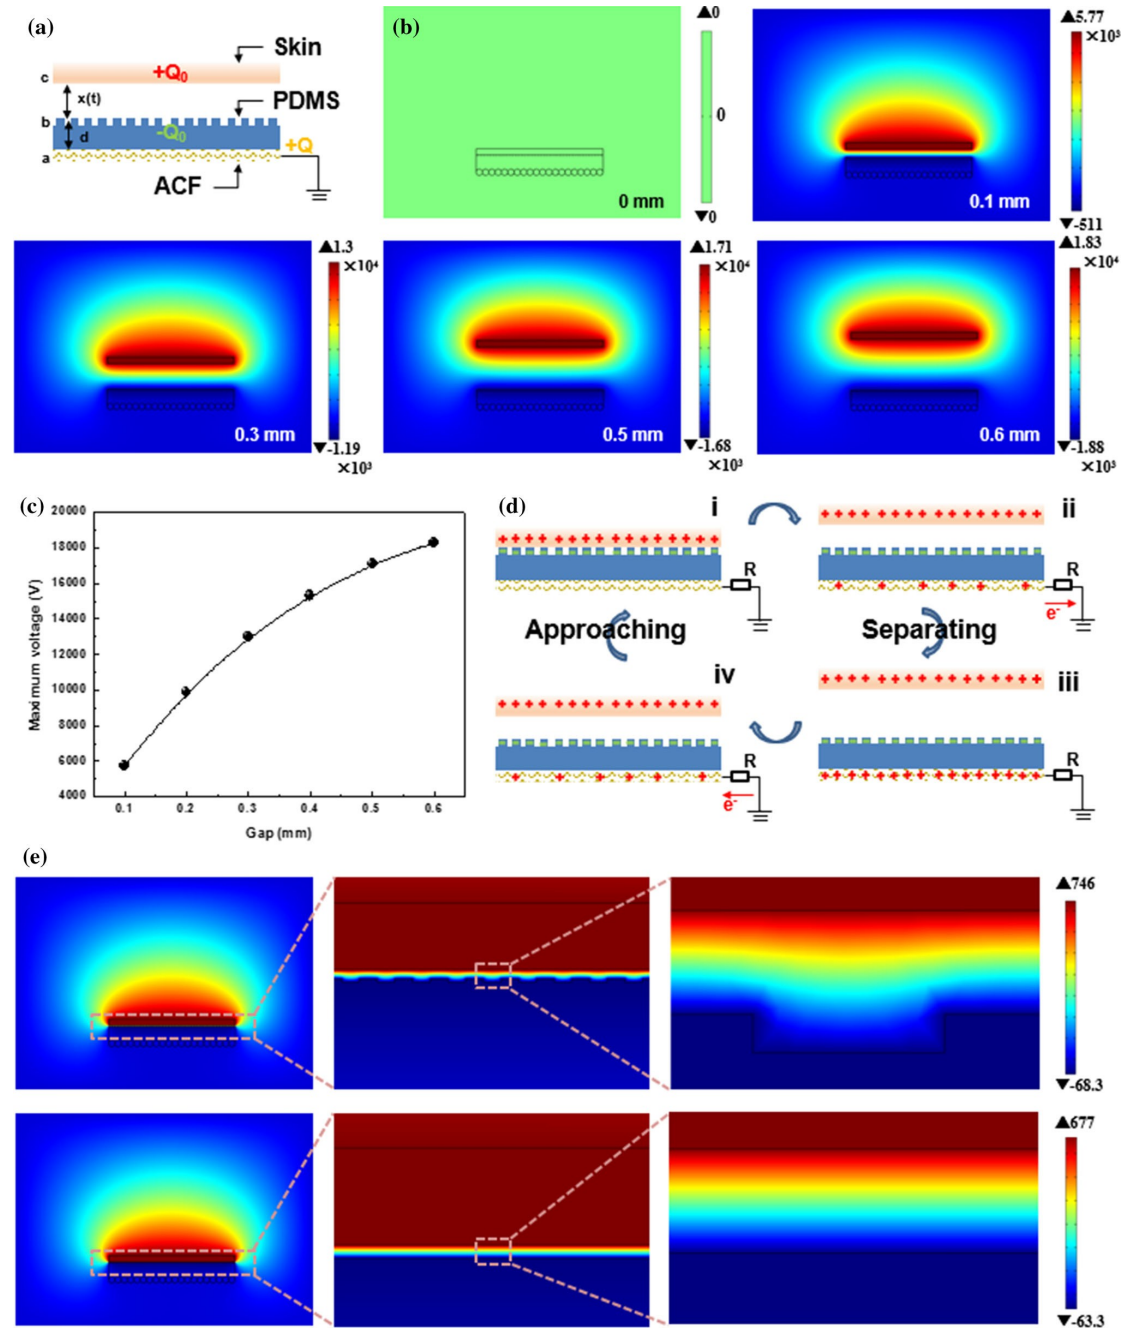 (a)
Skin
+Q0
c
x(t)
PDMS
b
d
-Q0
+Q
a
ACF
(b)
▲0
0
▼0
0 mm
▲5.77
×10³
0.1 mm
▼-511
▲1.3
×10⁴
0.3 mm
▼-1.19
×10³
▲1.71
×10⁴
0.5 mm
▼-1.68
×10³
▲1.83
×10⁴
0.6 mm
▼-1.88
×10³
(c)
20000
18000
16000
14000
12000
10000
8000
6000
4000
Maximum voltage (V)
0.1 0.2 0.3 0.4 0.5 0.6
Gap (mm)
(d)
i
R
ii
R
e-
Approaching
Separating
iv
R
e-
iii
R
(e)
▲746
▼-68.3
▲677
▼-63.3